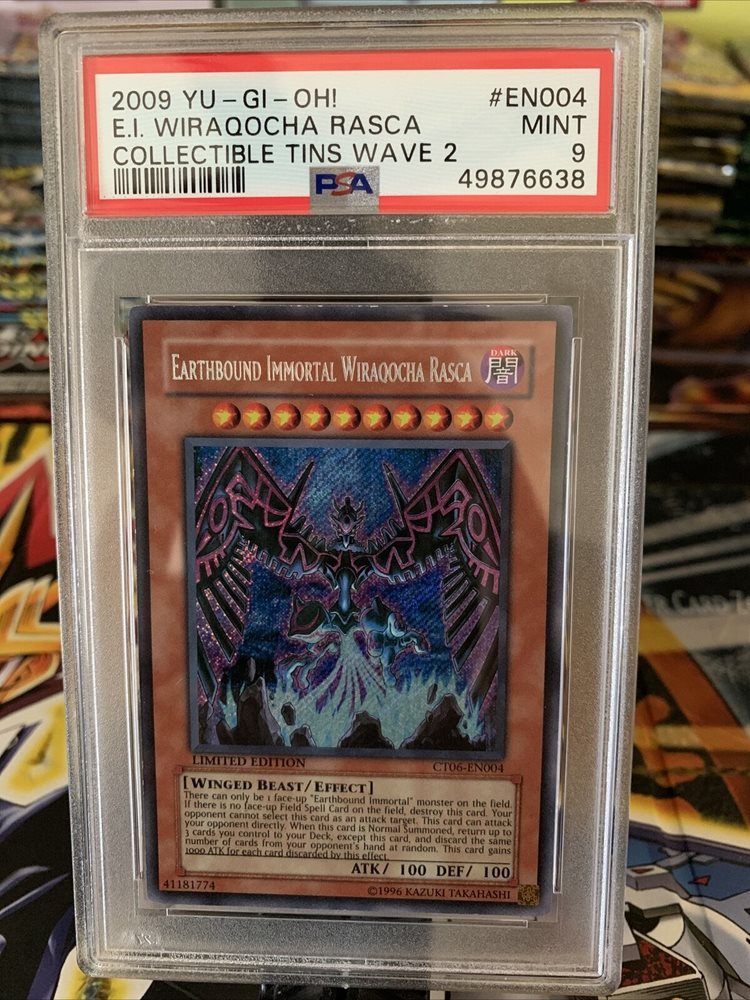 2009 YU-GI-OH! #EN004
E.I. WIRAQOCHA RASCA MINT
COLLECTIBLE TINS WAVE 2 9
PSA 49876638
EARTHBOUND IMMORTAL WIRAQOCHA RASCA DARK 闇
LIMITED EDITION CT06-EN004
[WINGED BEAST/EFFECT]
There can only be 1 face-up "Earthbound Immortal" monster on the field.
If there is no face-up Field Spell Card on the field, destroy this card. Your
opponent cannot select this card as an attack target. This card can attack
your opponent directly. When this card is Normal Summoned, return up to
3 cards you control to your Deck, except this card, and discard the same
number of cards from your opponent's hand at random. This card gains
1000 ATK for each card discarded by this effect.
ATK/ 100 DEF/ 100
41181774 ©1996 KAZUKI TAKAHASHI